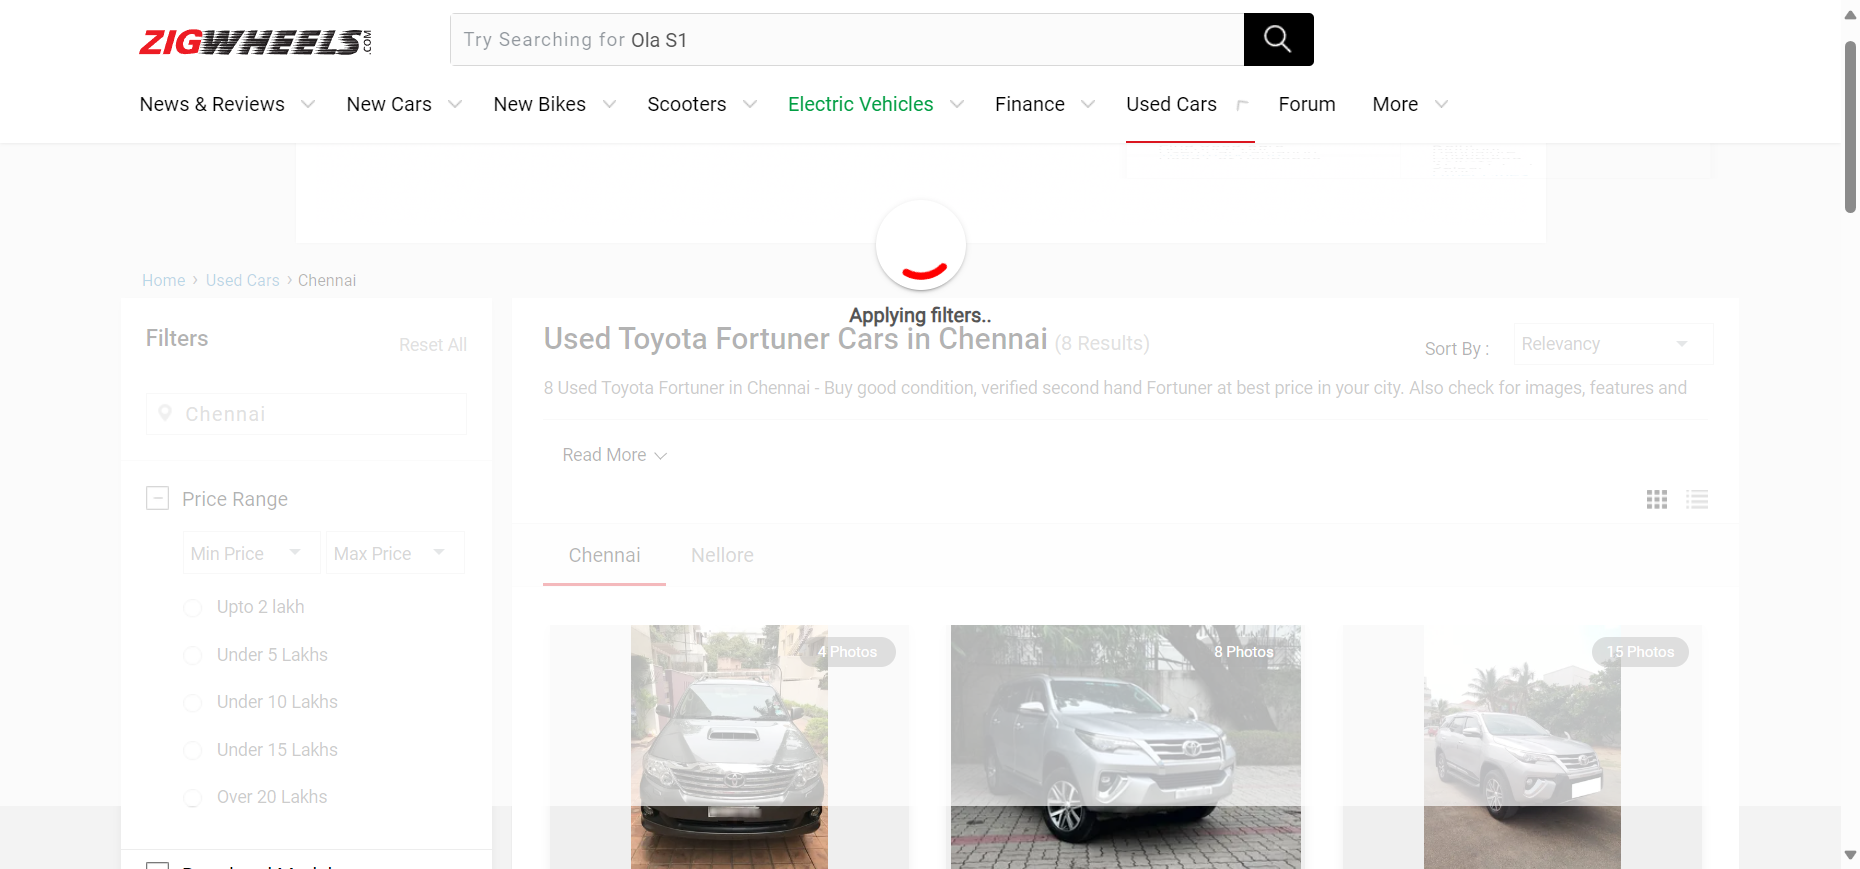 ZIGWHEELS.COM
Try Searching for Ola S1
News & Reviews New Cars New Bikes Scooters Electric Vehicles Finance Used Cars Forum More
Home › Used Cars › Chennai
Applying filters..
Filters
Reset All
Chennai
Price Range
Min Price Max Price
Upto 2 lakh
Under 5 Lakhs
Under 10 Lakhs
Under 15 Lakhs
Over 20 Lakhs
Used Toyota Fortuner Cars in Chennai (8 Results)
Sort By : Relevancy
8 Used Toyota Fortuner in Chennai - Buy good condition, verified second hand Fortuner at best price in your city. Also check for images, features and
Read More
Chennai Nellore
4 Photos
8 Photos
15 Photos